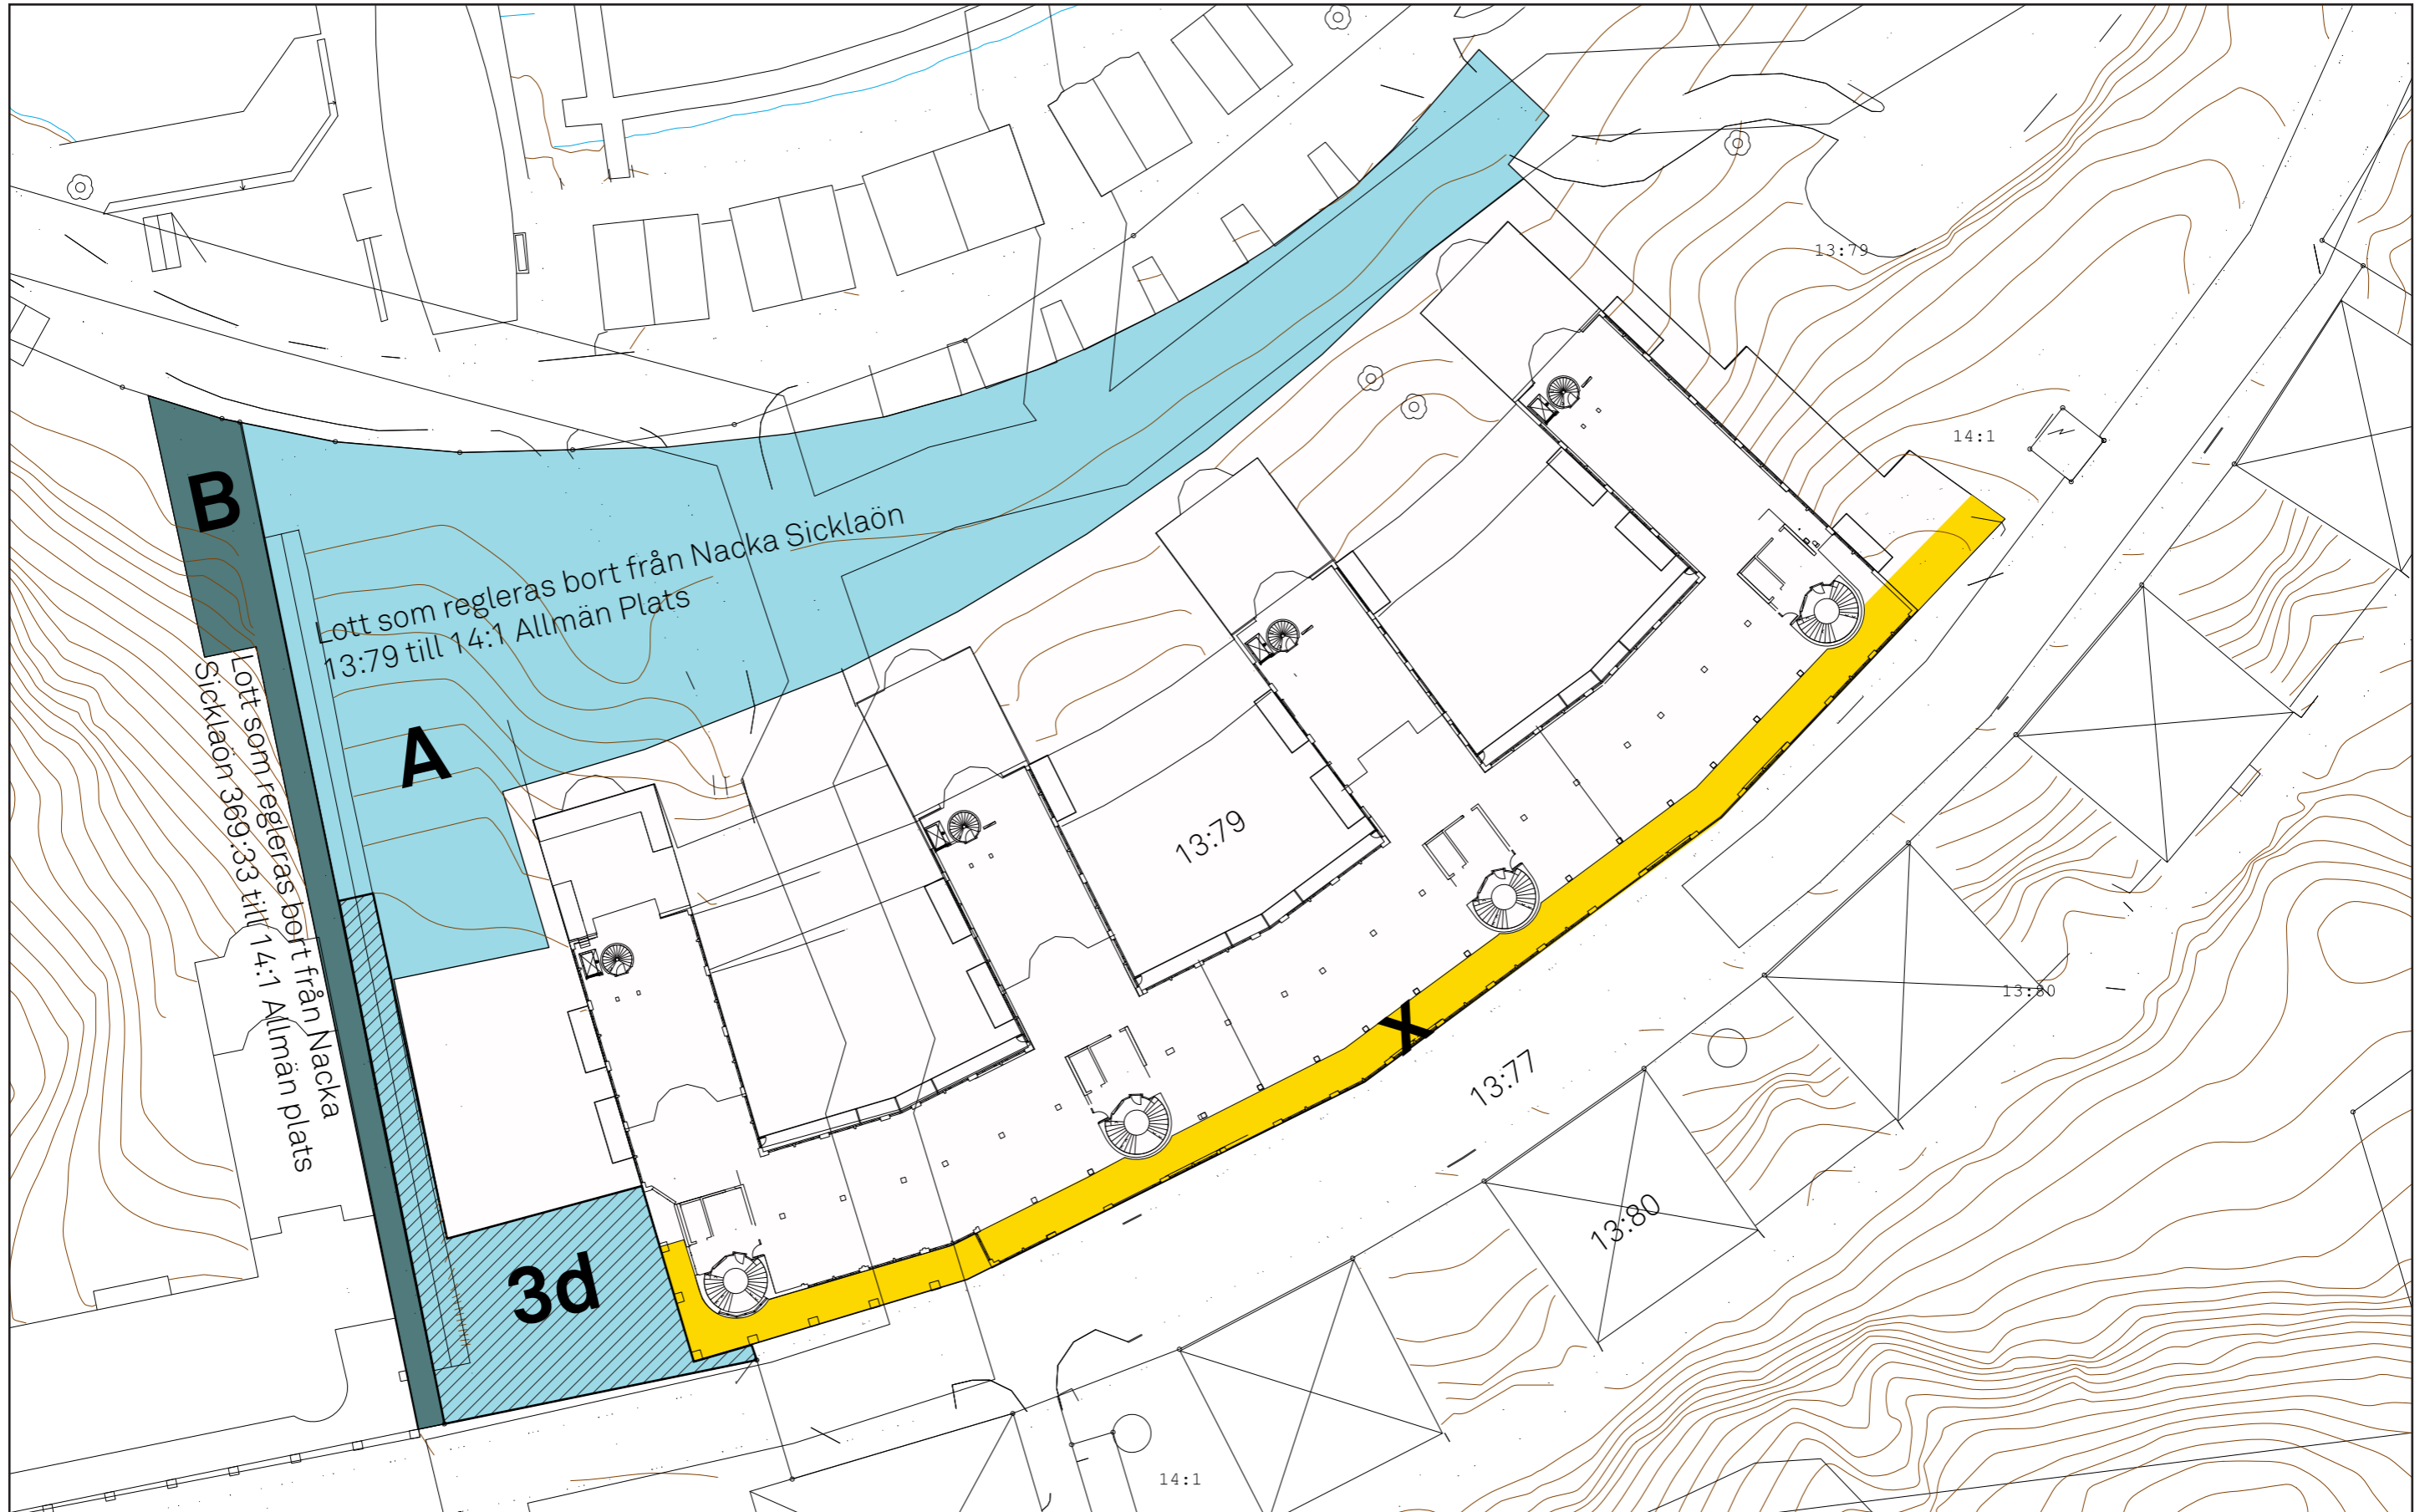 13:79
14:1
B
Lott som regleras bort från Nacka Sicklaön
13:79 till 14:1 Allmän Plats
A
Lott som regleras bort från Nacka
Sicklaön 369:33 till 14:1 Allmän plats
13:79
13:80
X
13:77
13:80
3d
14:1